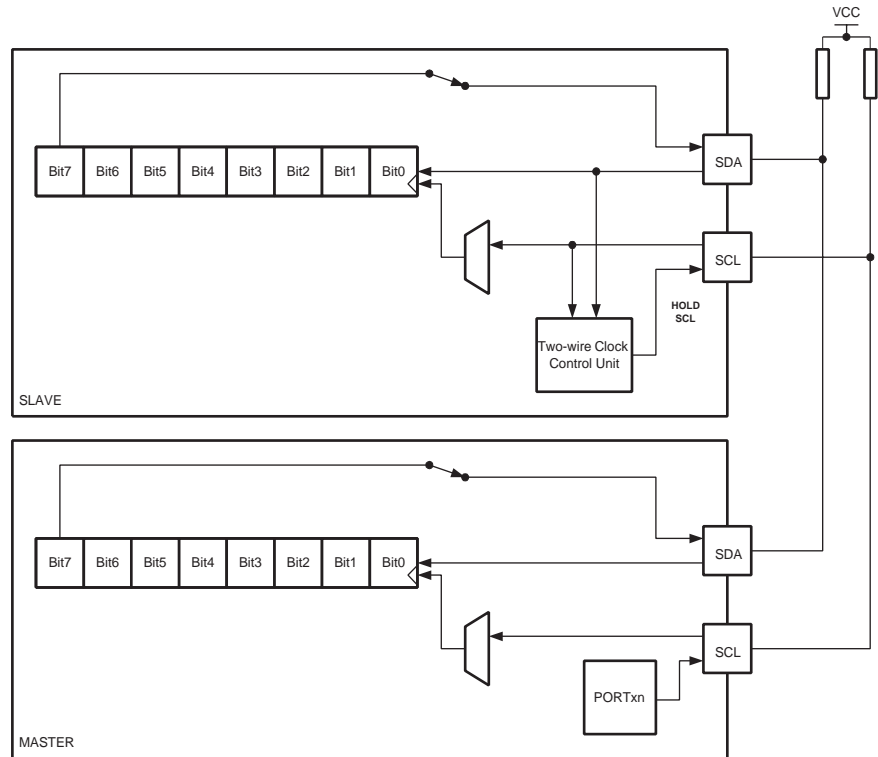 VCC
Bit7 Bit6 Bit5 Bit4 Bit3 Bit2 Bit1 Bit0
SDA
SCL
HOLD
SCL
Two-wire Clock
Control Unit
SLAVE
Bit7 Bit6 Bit5 Bit4 Bit3 Bit2 Bit1 Bit0
SDA
SCL
PORTxn
MASTER